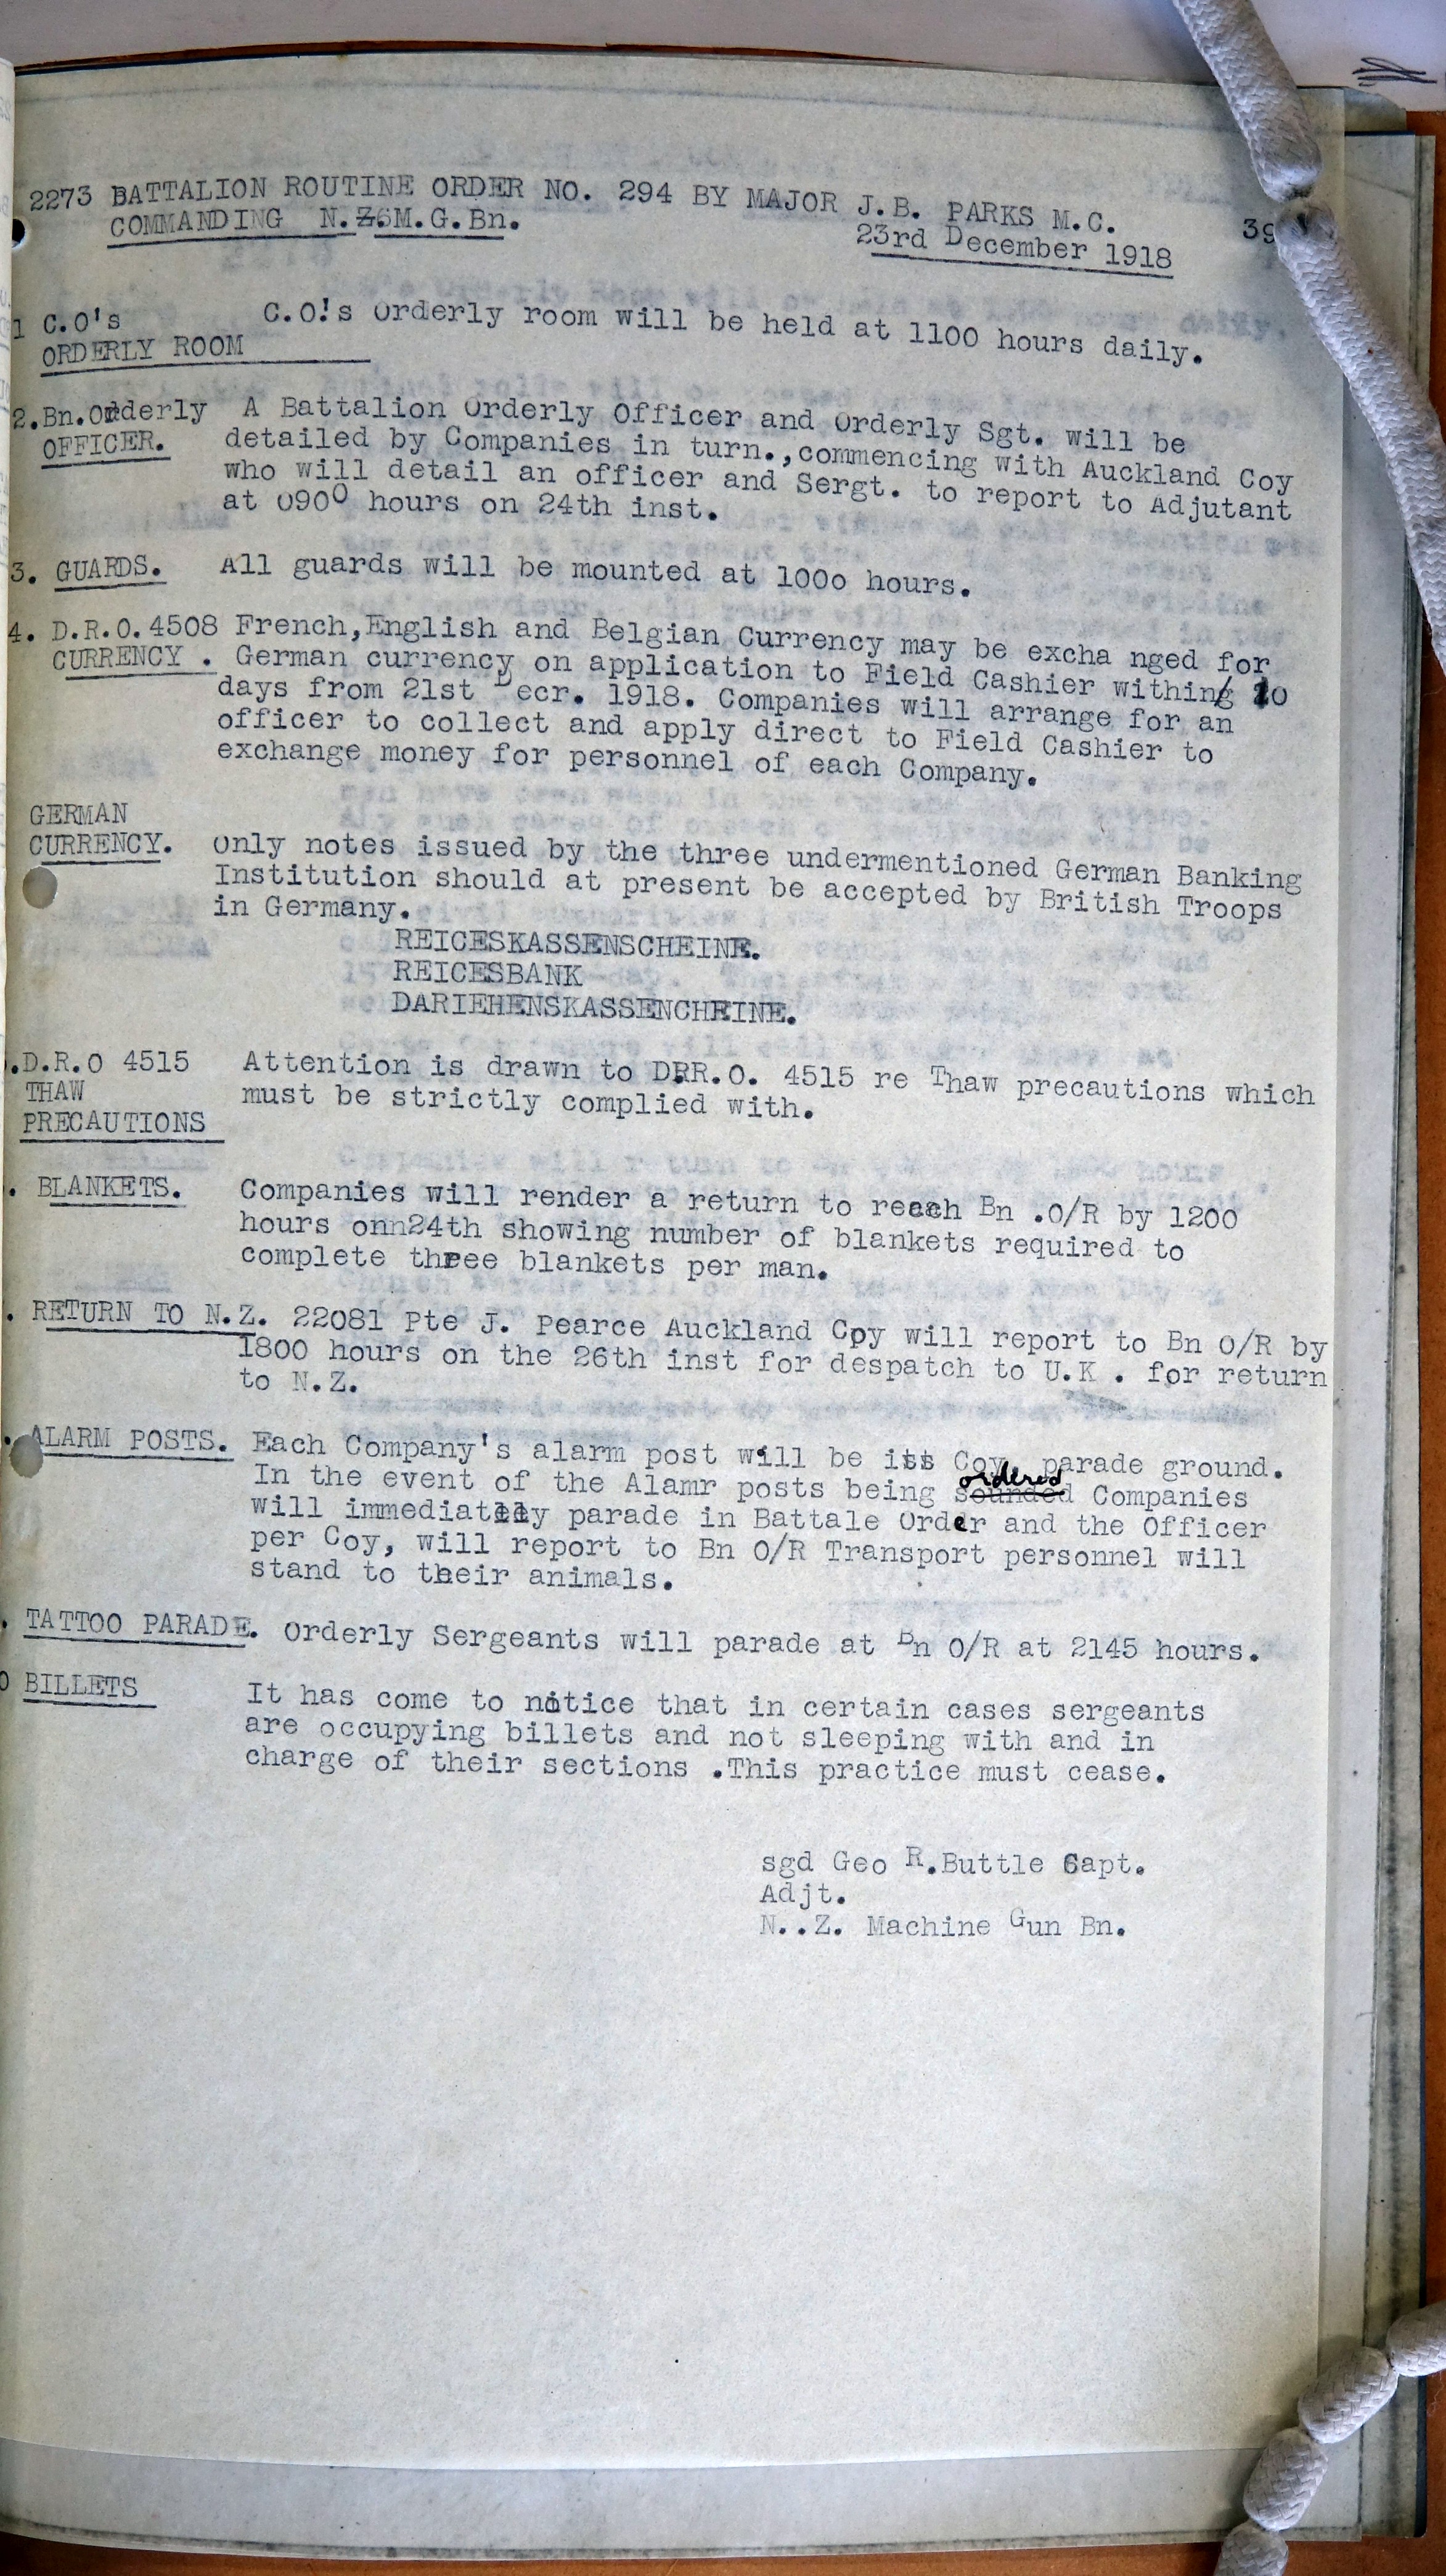 2273 BATTALION ROUTINE ORDER NO. 294 BY MAJOR J.B. PARKS M.C.
COMMANDING N.Z.M.G.Bn. 39
23rd December 1918
1 C.O's C.O!s Orderly room will be held at 1100 hours daily.
ORDERLY ROOM
2.Bn.Orderly A Battalion Orderly Officer and Orderly Sgt. will be
OFFICER. detailed by Companies in turn.,commencing with Auckland Coy
who will detail an officer and Sergt. to report to Adjutant
at 0900 hours on 24th inst.
3. GUARDS. All guards will be mounted at 100o hours.
4. D.R.O.4508 French,English and Belgian Currency may be excha nged for
CURRENCY . German currency on application to Field Cashier within 10
days from 21st Decr. 1918. Companies will arrange for an
officer to collect and apply direct to Field Cashier to
exchange money for personnel of each Company.
GERMAN
CURRENCY. Only notes issued by the three undermentioned German Banking
Institution should at present be accepted by British Troops
in Germany.
REICESKASSENSCHEINE.
REICESBANK
DARIEHENSKASSENCHEINE.
.D.R.O 4515 Attention is drawn to DRR.O. 4515 re Thaw precautions which
THAW must be strictly complied with.
PRECAUTIONS
. BLANKETS. Companies will render a return to reach Bn .O/R by 1200
hours onn24th showing number of blankets required to
complete three blankets per man.
. RETURN TO N.Z. 22081 Pte J. Pearce Auckland Coy will report to Bn O/R by
1800 hours on the 26th inst for despatch to U.K . for return
to N.Z.
. ALARM POSTS. Each Company's alarm post will be its Coy parade ground.
ordered
In the event of the Alamr posts being sounded Companies
will immediatlly parade in Battale Order and the Officer
per Coy, will report to Bn O/R Transport personnel will
stand to their animals.
. TATTOO PARADE. Orderly Sergeants will parade at Bn O/R at 2145 hours.
0 BILLETS It has come to notice that in certain cases sergeants
are occupying billets and not sleeping with and in
charge of their sections .This practice must cease.
sgd Geo R.Buttle Capt.
Adjt.
N..Z. Machine Gun Bn.